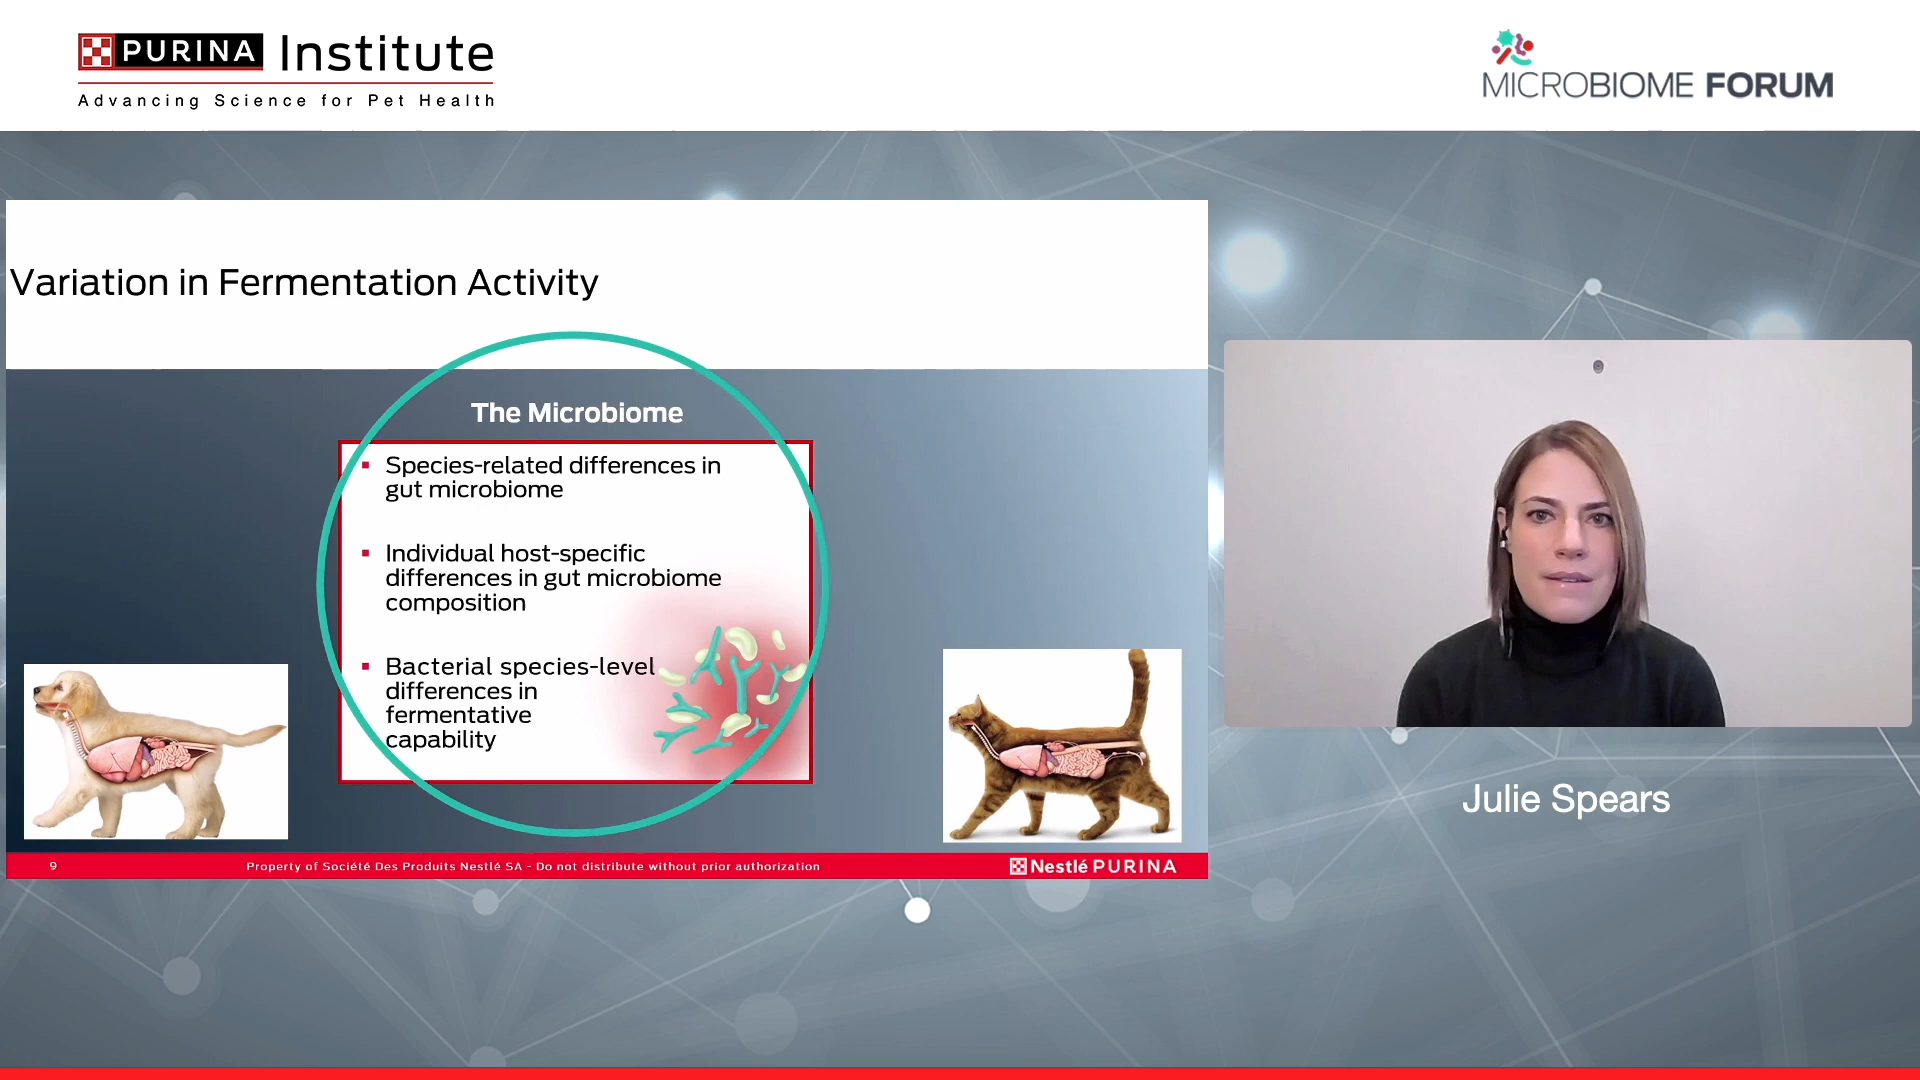 PURINA Institute
Advancing Science for Pet Health
MICROBIOME FORUM
Variation in Fermentation Activity
The Microbiome
Species-related differences in
gut microbiome
Individual host-specific
differences in gut microbiome
composition
Bacterial species-level
differences in
fermentative
capability
9
Property of Société Des Produits Nestlé SA - Do not distribute without prior authorization
Nestlé PURINA
Julie Spears